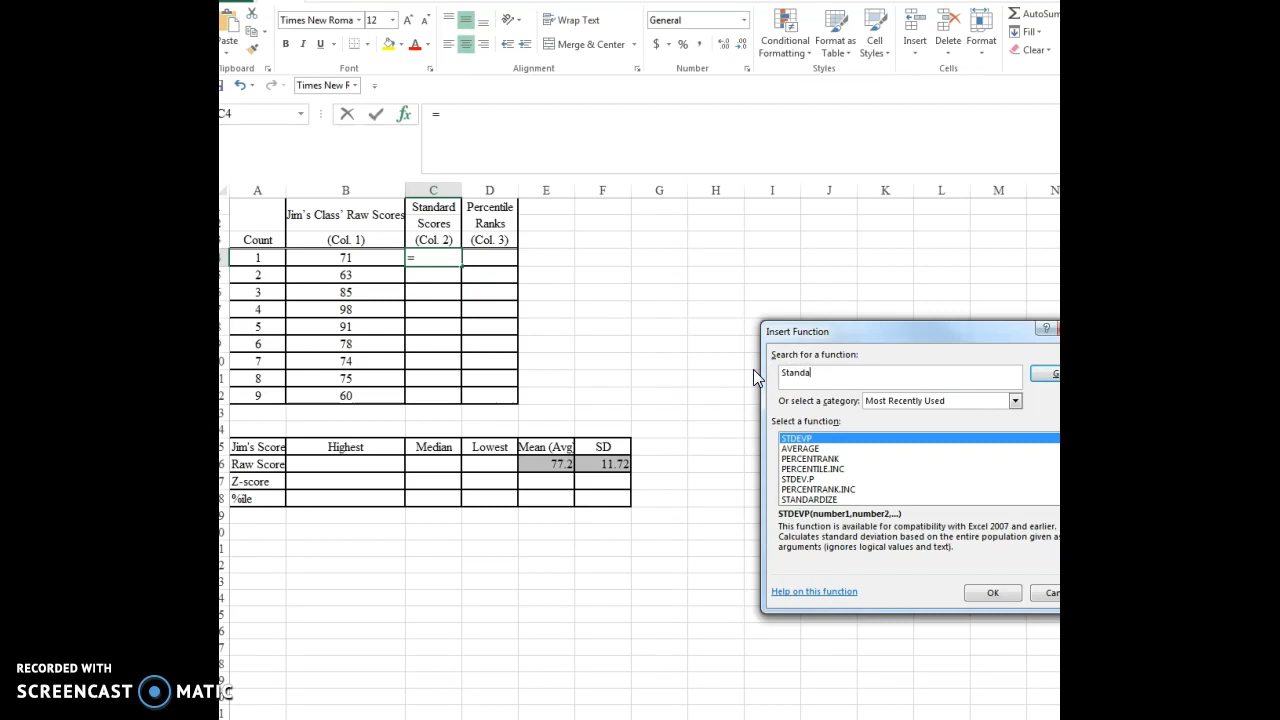 Times New Roma 12 Wrap Text General AutoSum
Paste B I U Merge & Center $ % , Conditional Formatting Format as Table Cell Styles Insert Delete Format Fill Clear
lipboard Font Alignment Number Styles Cells
Times New F
C4 fx =
A B C D E F G H I J K L M N
Count Jim's Class' Raw Scores (Col. 1) Standard Scores (Col. 2) Percentile Ranks (Col. 3)
1 71 =
2 63
3 85
4 98
5 91
6 78
7 74
8 75
9 60
Jim's Score Highest Median Lowest Mean (Avg SD
Raw Score 77.2 11.72
Z-score
%ile
Insert Function
Search for a function:
Standa
G
Or select a category: Most Recently Used
Select a function:
STDEVP
AVERAGE
PERCENTRANK
PERCENTILE.INC
STDEV.P
PERCENTRANK.INC
STANDARDIZE
STDEVP(number1,number2,...)
This function is available for compatibility with Excel 2007 and earlier.
Calculates standard deviation based on the entire population given as
arguments (ignores logical values and text).
Help on this function OK Can
RECORDED WITH
SCREENCAST MATIC